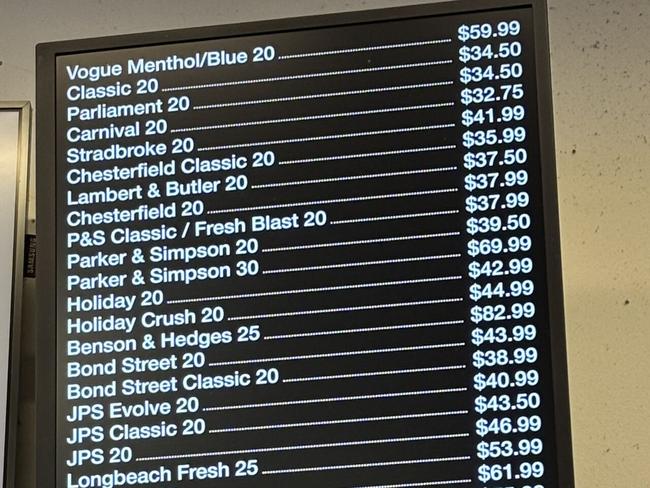 Vogue Menthol/Blue 20 $59.99
Classic 20 $34.50
Parliament 20 $34.50
Carnival 20 $32.75
Stradbroke 20 $41.99
Chesterfield Classic 20 $35.99
Lambert & Butler 20 $37.50
Chesterfield 20 $37.99
P&S Classic / Fresh Blast 20 $37.99
Parker & Simpson 20 $39.50
Parker & Simpson 30 $69.99
Holiday 20 $42.99
Holiday Crush 20 $44.99
Benson & Hedges 25 $82.99
Bond Street 20 $43.99
Bond Street Classic 20 $38.99
JPS Evolve 20 $40.99
JPS Classic 20 $43.50
JPS 20 $46.99
Longbeach Fresh 25 $53.99
$61.99
SAMSUNG